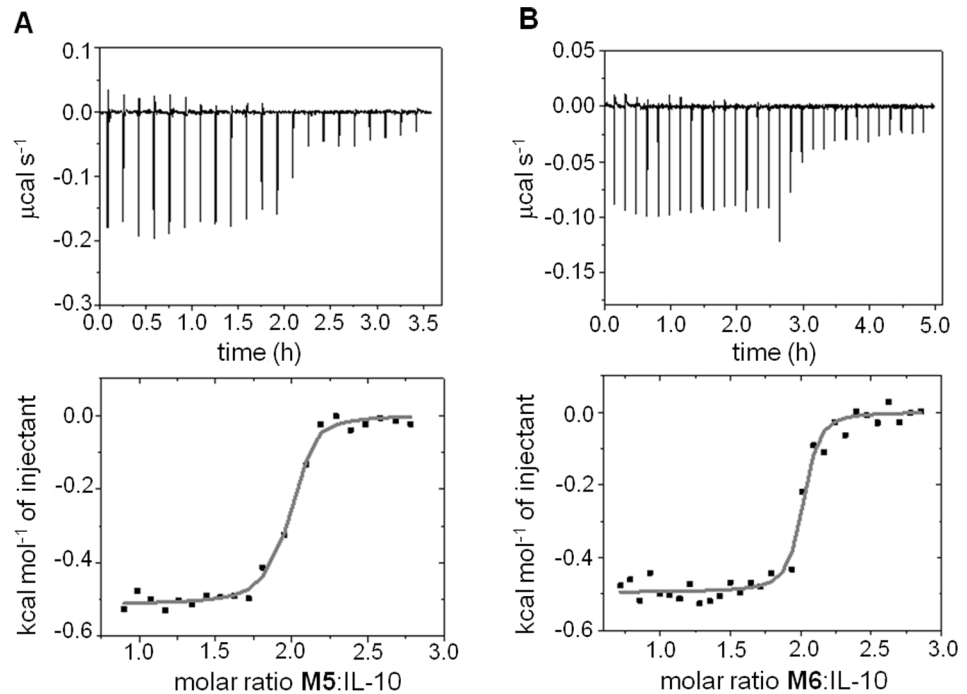 A
B
0.1
0.0
-0.1
-0.2
-0.3
μcal s⁻¹
0.0 0.5 1.0 1.5 2.0 2.5 3.0 3.5
time (h)
0.05
0.00
-0.05
-0.10
-0.15
μcal s⁻¹
0.0 1.0 2.0 3.0 4.0 5.0
time (h)
0.0
-0.2
-0.4
-0.6
kcal mol⁻¹ of injectant
1.0 1.5 2.0 2.5 3.0
molar ratio M5:IL-10
0.0
-0.2
-0.4
-0.6
kcal mol⁻¹ of injectant
1.0 1.5 2.0 2.5 3.0
molar ratio M6:IL-10